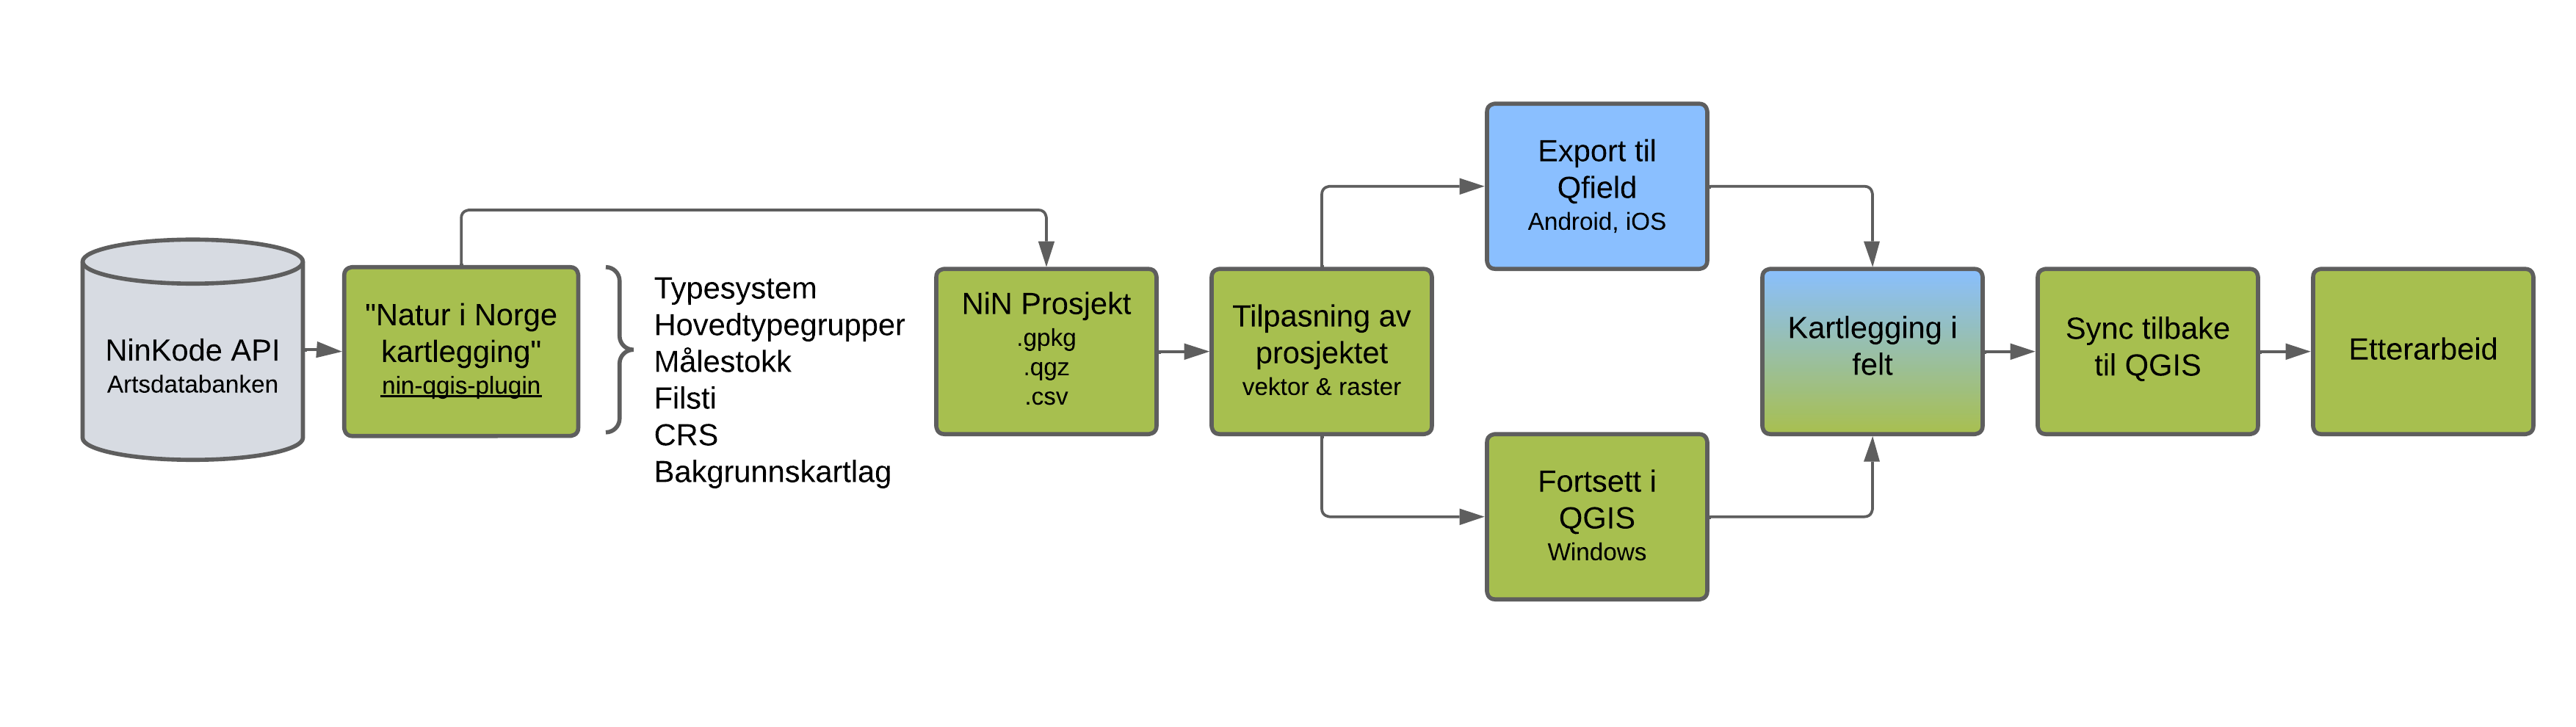 NinKode API
Artsdatabanken
"Natur i Norge
kartlegging"
nin-qgis-plugin
Typesystem
Hovedtypegrupper
Målestokk
Filsti
CRS
Bakgrunnskartlag
NiN Prosjekt
.gpkg
.qgz
.csv
Tilpasning av
prosjektet
vektor & raster
Export til
Qfield
Android, iOS
Fortsett i
QGIS
Windows
Kartlegging i
felt
Sync tilbake
til QGIS
Etterarbeid